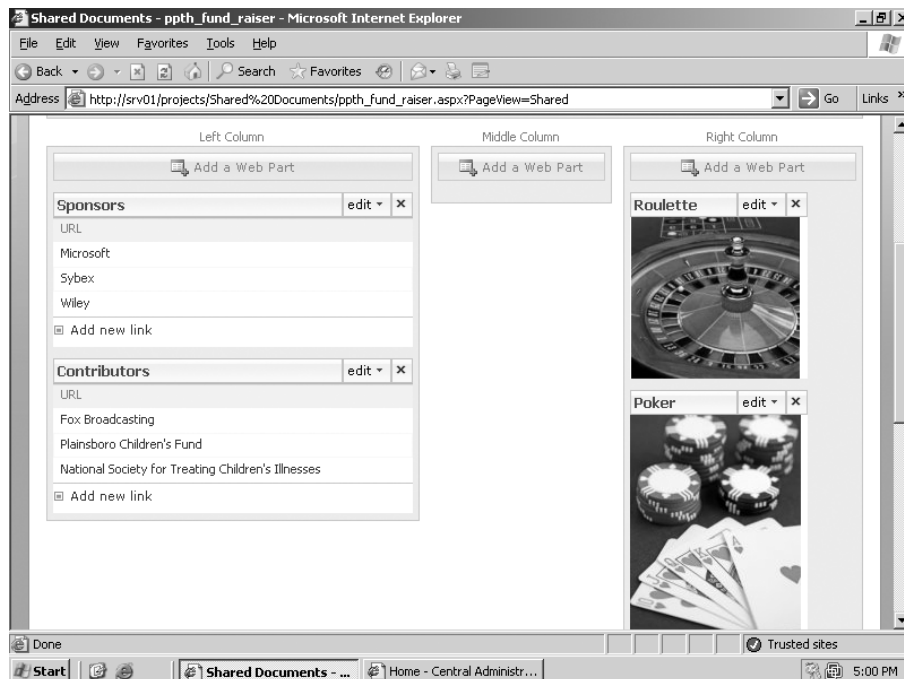 Shared Documents - ppth_fund_raiser - Microsoft Internet Explorer
File Edit View Favorites Tools Help
Back Search Favorites
Address http://srv01/projects/Shared%20Documents/ppth_fund_raiser.aspx?PageView=Shared Go Links »
Left Column Middle Column Right Column
Add a Web Part Add a Web Part Add a Web Part
Sponsors edit
URL
Microsoft
Sybex
Wiley
Add new link
Contributors edit
URL
Fox Broadcasting
Plainsboro Children's Fund
National Society for Treating Children's Illnesses
Add new link
Roulette edit
Poker edit
A
K
Q
J
Done Trusted sites
Start Shared Documents - ... Home - Central Administr... 5:00 PM